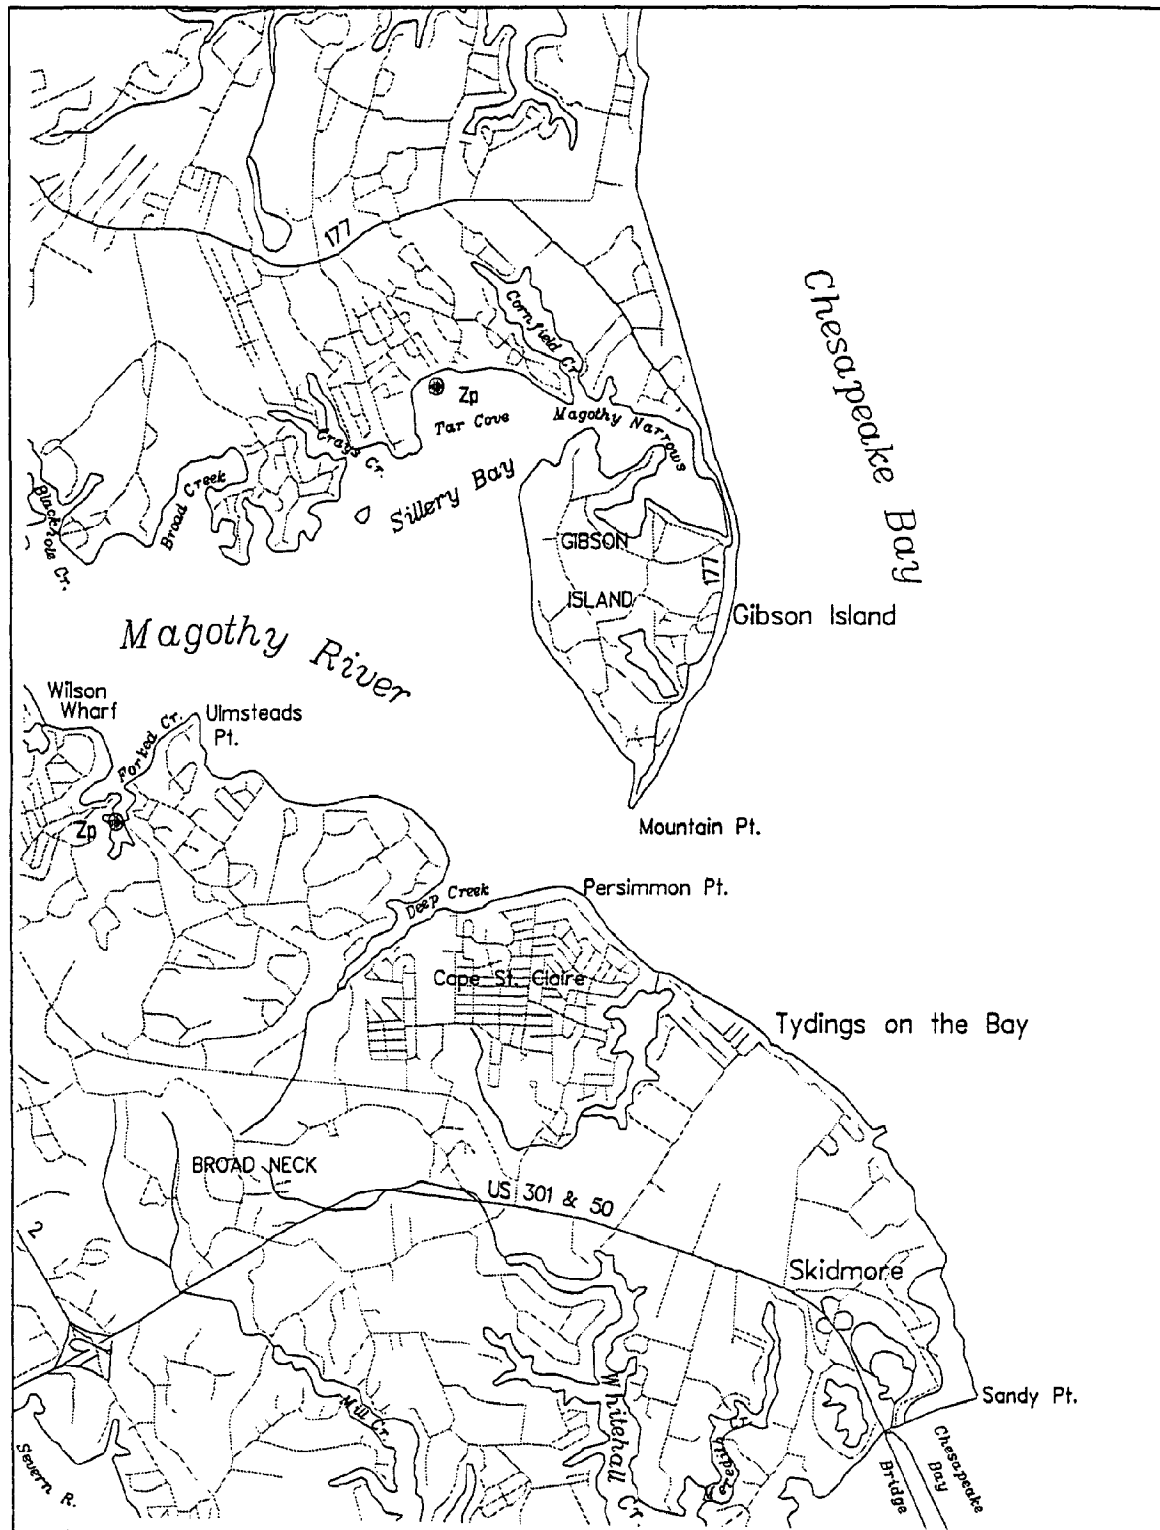 177
Chesapeake Bay
Cornfield Cr.
Zp
Tar Cove
Magothy Narrows
Grays Cr.
Sillery Bay
Broad Creek
Blackhole Cr.
GIBSON
ISLAND
177
Gibson Island
Magothy River
Wilson
Wharf
Forked Cr.
Ulmsteads
Pt.
Zp
Mountain Pt.
Deep Creek
Persimmon Pt.
Cape St. Claire
Tydings on the Bay
BROAD NECK
US 301 & 50
2
Skidmore
Whitehall Cr.
Mill Cr.
Sandy Pt.
Severn R.
Chesapeake
Bay
Bridge